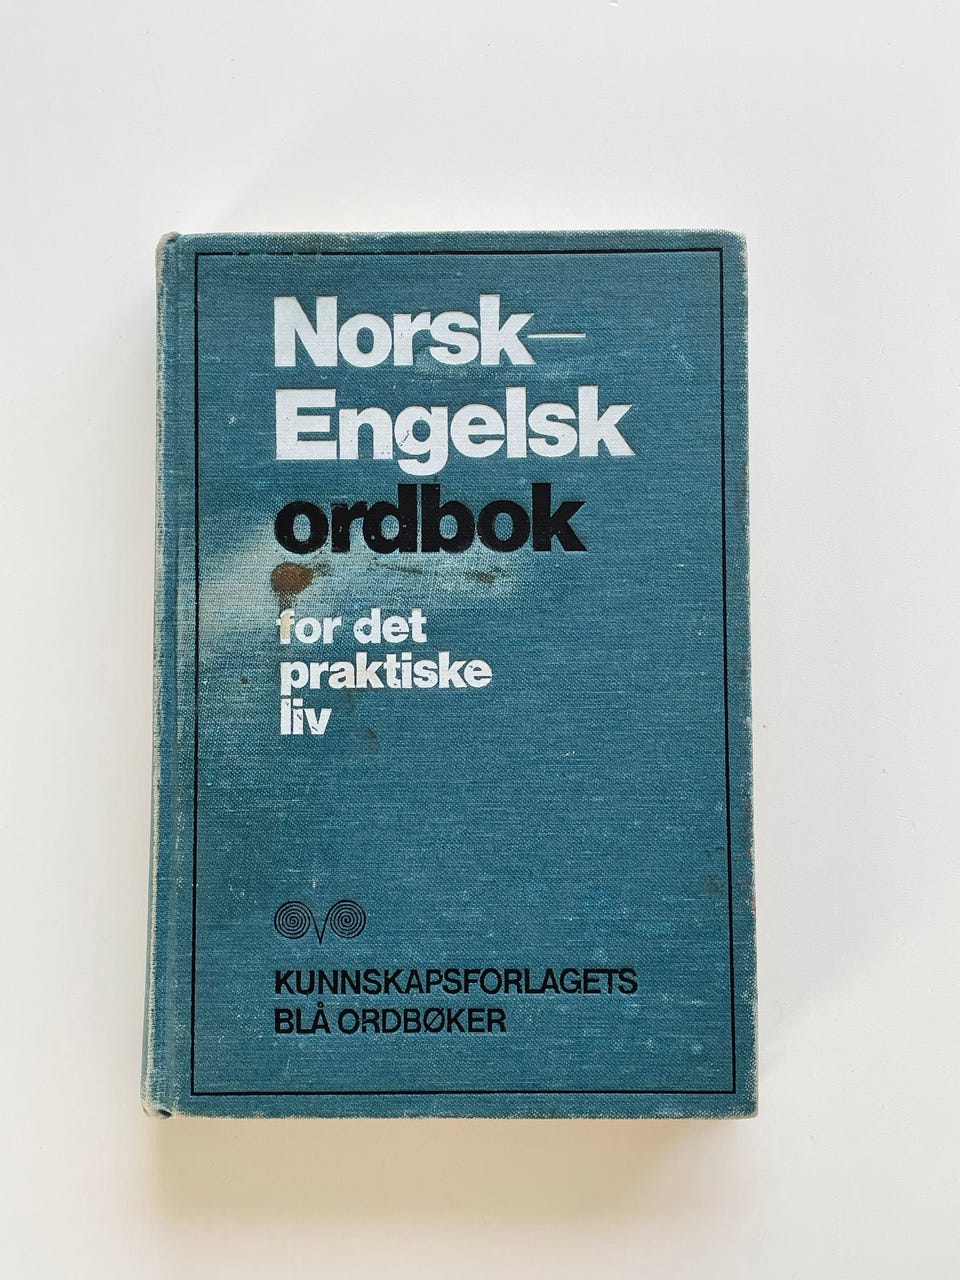 Norsk–
Engelsk
ordbok
for det
praktiske
liv
KUNNSKAPSFORLAGETS
BLÅ ORDBØKER